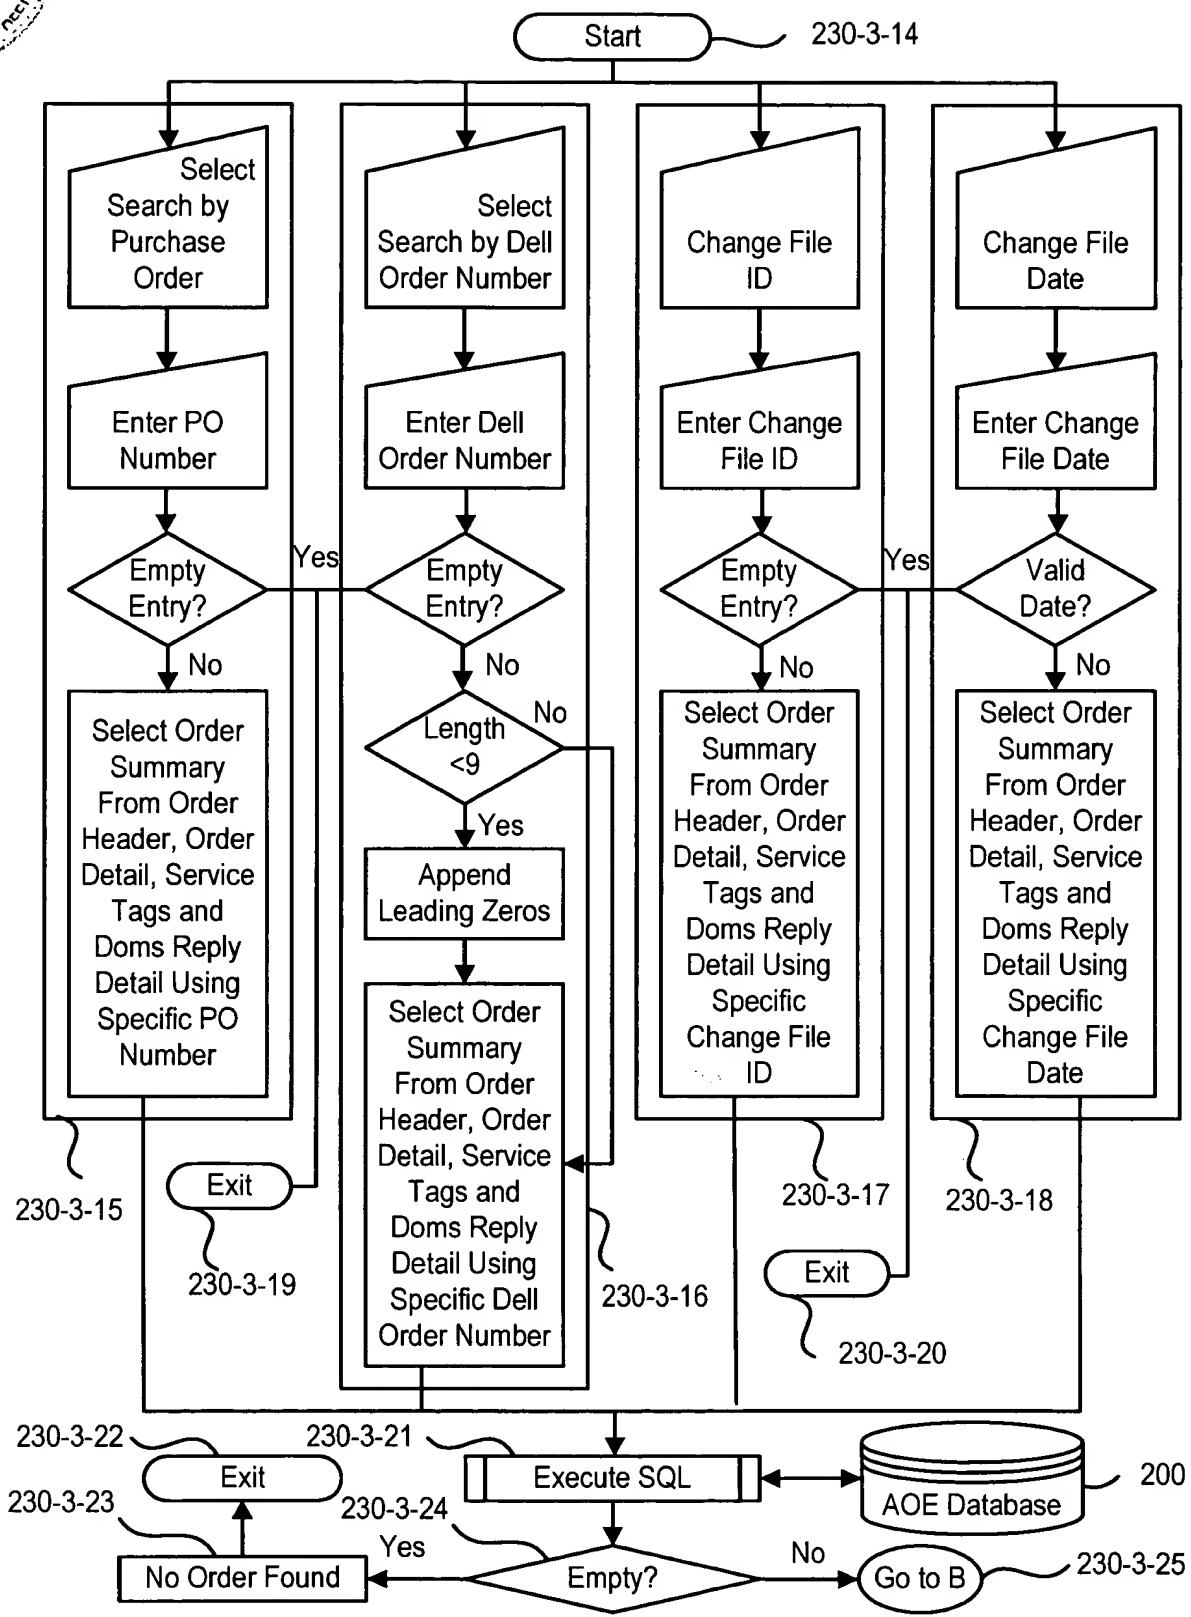 Start
230-3-14
Select
Search by
Purchase
Order
Select
Search by Dell
Order Number
Change File
ID
Change File
Date
Enter PO
Number
Enter Dell
Order Number
Enter Change
File ID
Enter Change
File Date
Empty
Entry?
Yes
Empty
Entry?
Empty
Entry?
Yes
Valid
Date?
No
No
No
No
Select Order
Summary
From Order
Header, Order
Detail, Service
Tags and
Doms Reply
Detail Using
Specific PO
Number
Length
<9
No
Yes
Append
Leading Zeros
Select Order
Summary
From Order
Header, Order
Detail, Service
Tags and
Doms Reply
Detail Using
Specific Dell
Order Number
Select Order
Summary
From Order
Header, Order
Detail, Service
Tags and
Doms Reply
Detail Using
Specific
Change File
ID
Select Order
Summary
From Order
Header, Order
Detail, Service
Tags and
Doms Reply
Detail Using
Specific
Change File
Date
230-3-15
Exit
230-3-19
230-3-16
230-3-17
230-3-18
Exit
230-3-20
230-3-22
Exit
230-3-21
Execute SQL
AOE Database
200
230-3-23
No Order Found
230-3-24
Yes
Empty?
No
Go to B
230-3-25